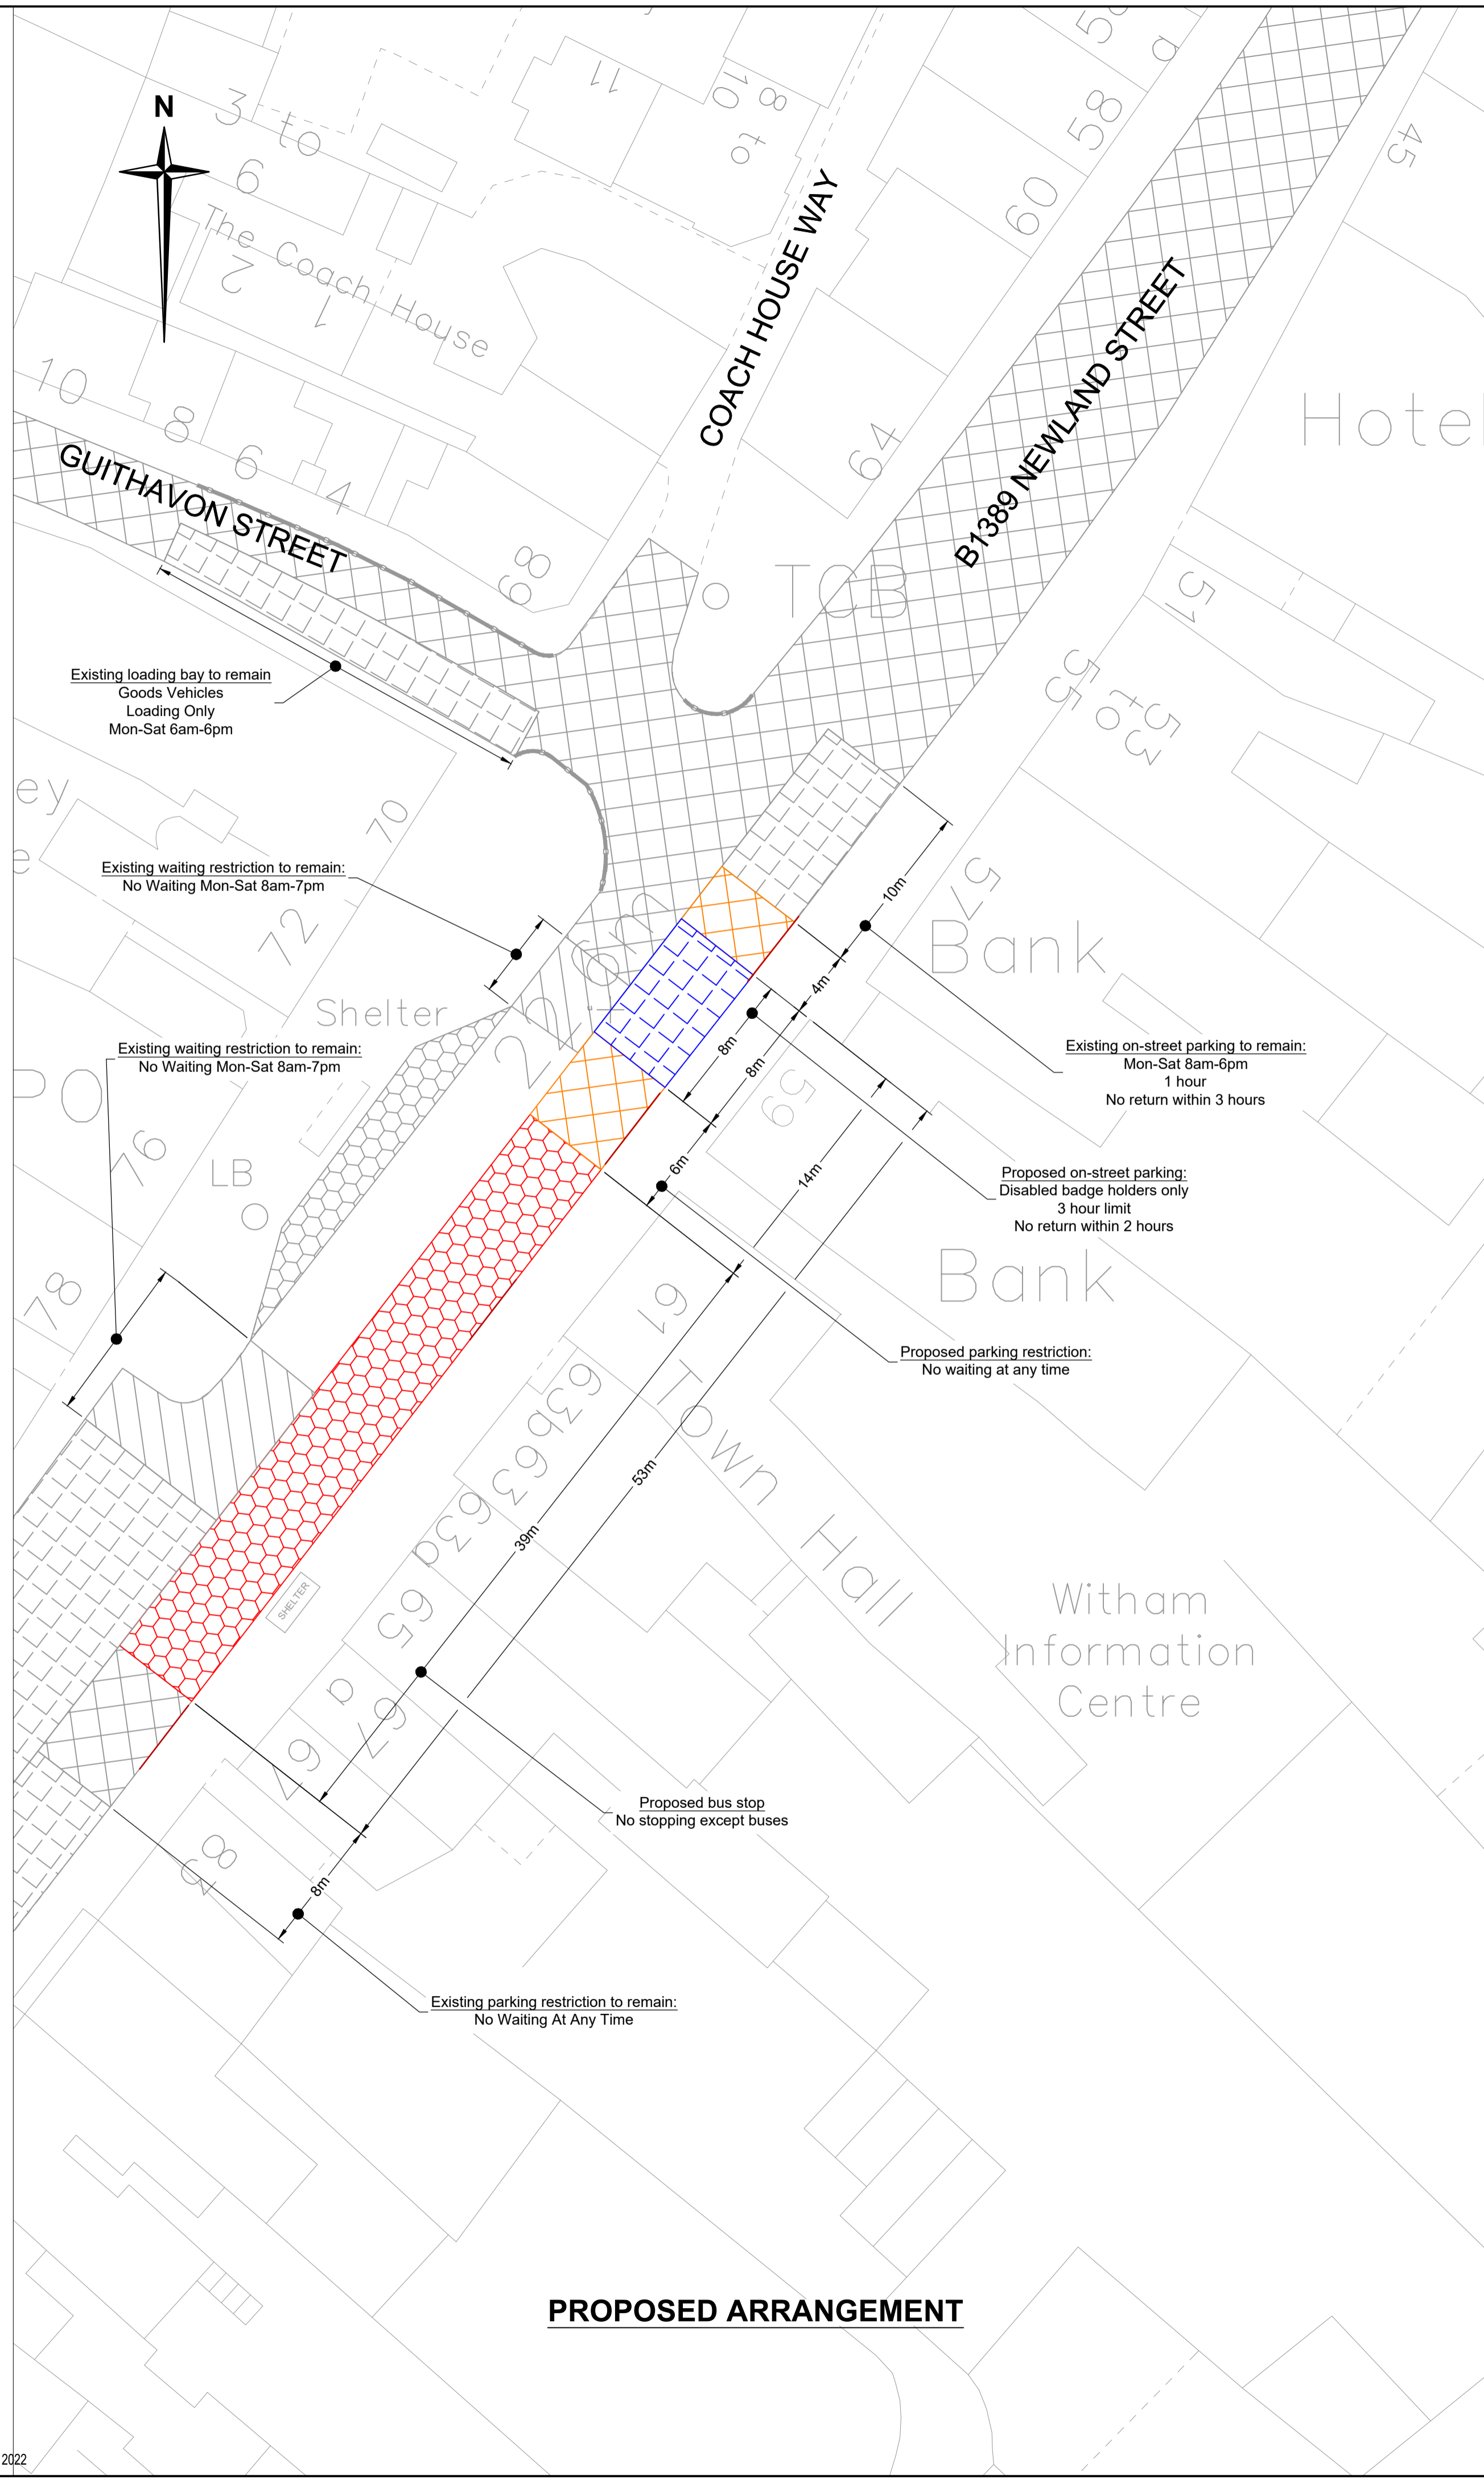 N
3 to
6
The Coach House
2
1
11
10
8 to
58
a
60
45
COACH HOUSE WAY
B1389 NEWLAND STREET
Hotel
10
8
6
4
GUITHAVON STREET
64
68
TCB
51
53 to 55
Existing loading bay to remain
Goods Vehicles
Loading Only
Mon-Sat 6am-6pm
ey
e
70
Existing waiting restriction to remain:
No Waiting Mon-Sat 8am-7pm
72
57
10m
Bank
4m
Shelter
Existing waiting restriction to remain:
No Waiting Mon-Sat 8am-7pm
PO
76
LB
8m
8m
59
Existing on-street parking to remain:
Mon-Sat 8am-6pm
1 hour
No return within 3 hours
6m
14m
Proposed on-street parking:
Disabled badge holders only
3 hour limit
No return within 2 hours
Bank
78
61
Proposed parking restriction:
No waiting at any time
63b
63
63a
Town Hall
53m
39m
SHELTER
65
Witham
Information
Centre
67 a
67
Proposed bus stop
No stopping except buses
8m
Existing parking restriction to remain:
No Waiting At Any Time
PROPOSED ARRANGEMENT
2022